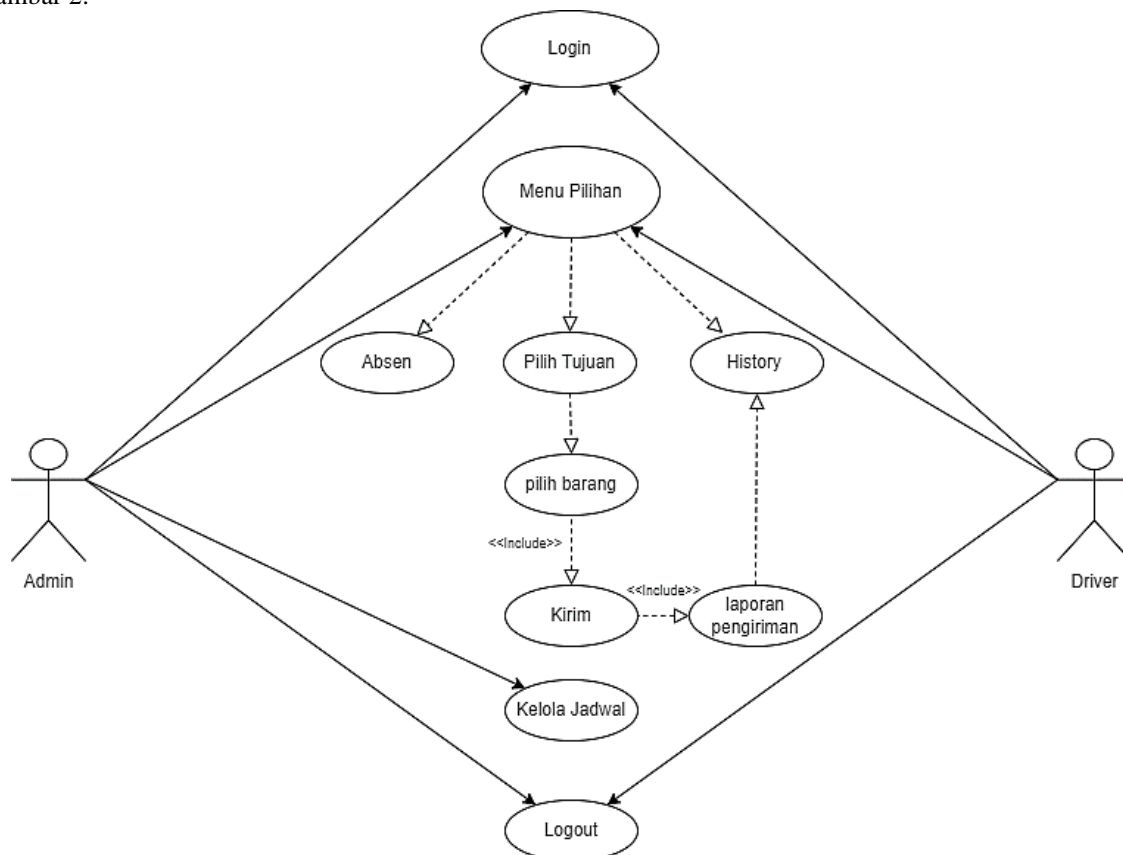 ambar 2.
Login
Menu Pilihan
Absen
Pilih Tujuan
History
pilih barang
<<Include>>
Admin
Driver
<<Include>>
Kirim
laporan
pengiriman
Kelola Jadwal
Logout